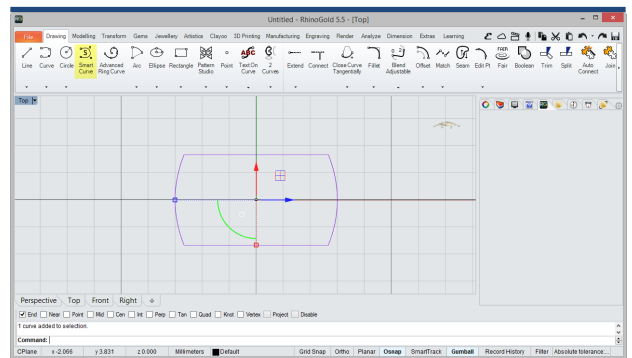 Untitled - RhinoGold 5.5 - [Top]
File Drawing Modelling Transform Gems Jewellery Artistics Clayoo 3D Printing Manufacturing Engraving Render Analyze Dimension Extras Learning
Line Curve Circle Smart Curve Advanced Ring Curve Arc Ellipse Rectangle Pattern Studio Point Text On Curve 2 Curves Extend Connect Close Curve Tangentially Fillet Blend Adjustable Offset Match Seam Edit Pt Fair Boolean Trim Split Auto Connect Join
Top
Perspective Top Front Right
End Near Point Mid Cen Int Perp Tan Quad Knot Vertex Project Disable
1 curve added to selection.
Command:
CPlane x -2.066 y 3.831 z 0.000 Millimeters Default Grid Snap Ortho Planar Osnap SmartTrack Gumball Record History Filter Absolute tolerance:...